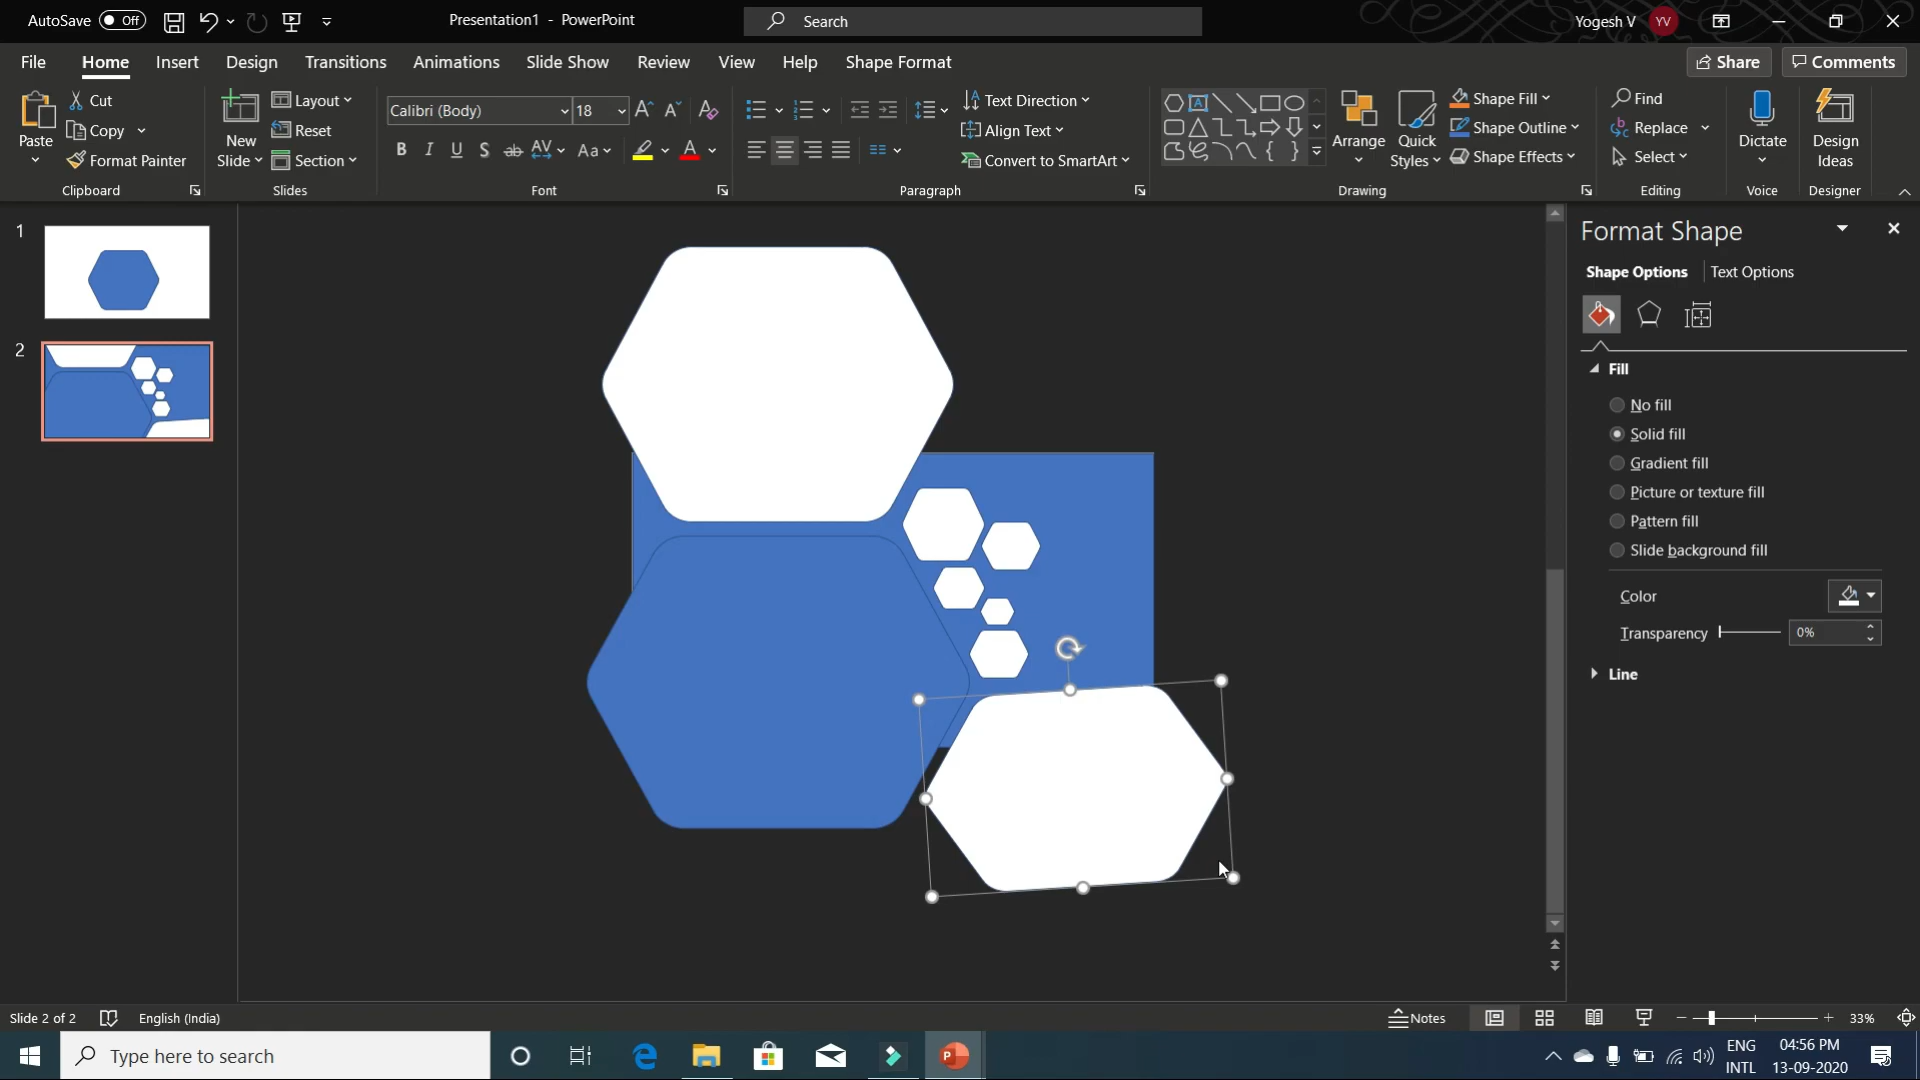 AutoSave Off
Presentation1 - PowerPoint
Search
Yogesh V YV
File Home Insert Design Transitions Animations Slide Show Review View Help Shape Format
Share Comments
Paste
Cut
Copy
Format Painter
Clipboard
New Slide
Layout
Reset
Section
Slides
Calibri (Body) 18
B I U S ab AV Aa A
Font
Text Direction
Align Text
Convert to SmartArt
Paragraph
Arrange
Quick Styles
Shape Fill
Shape Outline
Shape Effects
Drawing
Find
Replace
Select
Editing
Dictate
Voice
Design Ideas
Designer
1
2
Format Shape
Shape Options Text Options
Fill
No fill
Solid fill
Gradient fill
Picture or texture fill
Pattern fill
Slide background fill
Color
Transparency 0%
Line
Slide 2 of 2 English (India)
Notes
33%
Type here to search
ENG
INTL
04:56 PM
13-09-2020